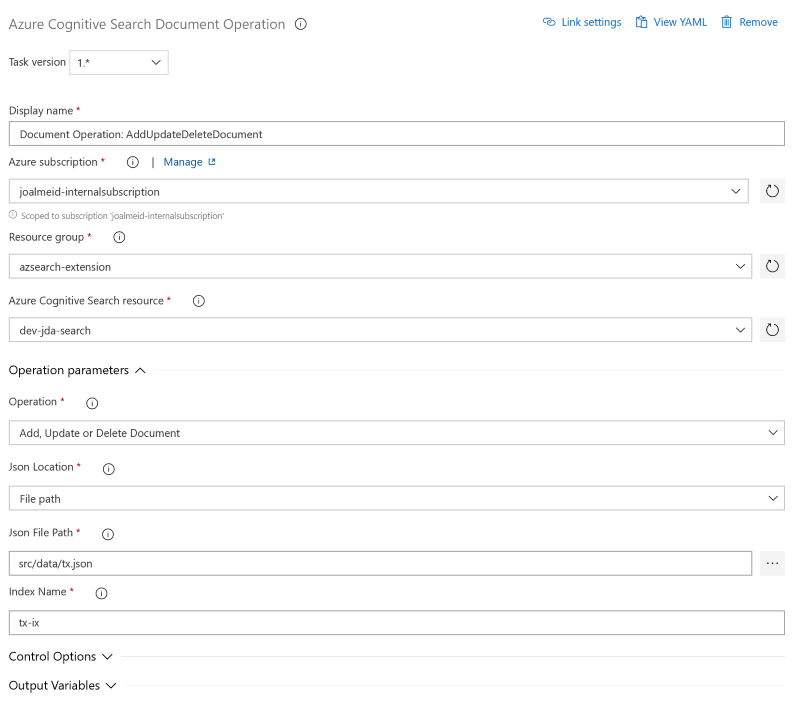 Azure Cognitive Search Document Operation
Link settings View YAML Remove
Task version 1.*
Display name *
Document Operation: AddUpdateDeleteDocument
Azure subscription * | Manage
joalmeid-internalsubscription
Scoped to subscription 'joalmeid-internalsubscription'
Resource group *
azsearch-extension
Azure Cognitive Search resource *
dev-jda-search
Operation parameters
Operation *
Add, Update or Delete Document
Json Location *
File path
Json File Path *
src/data/tx.json ...
Index Name *
tx-ix
Control Options
Output Variables